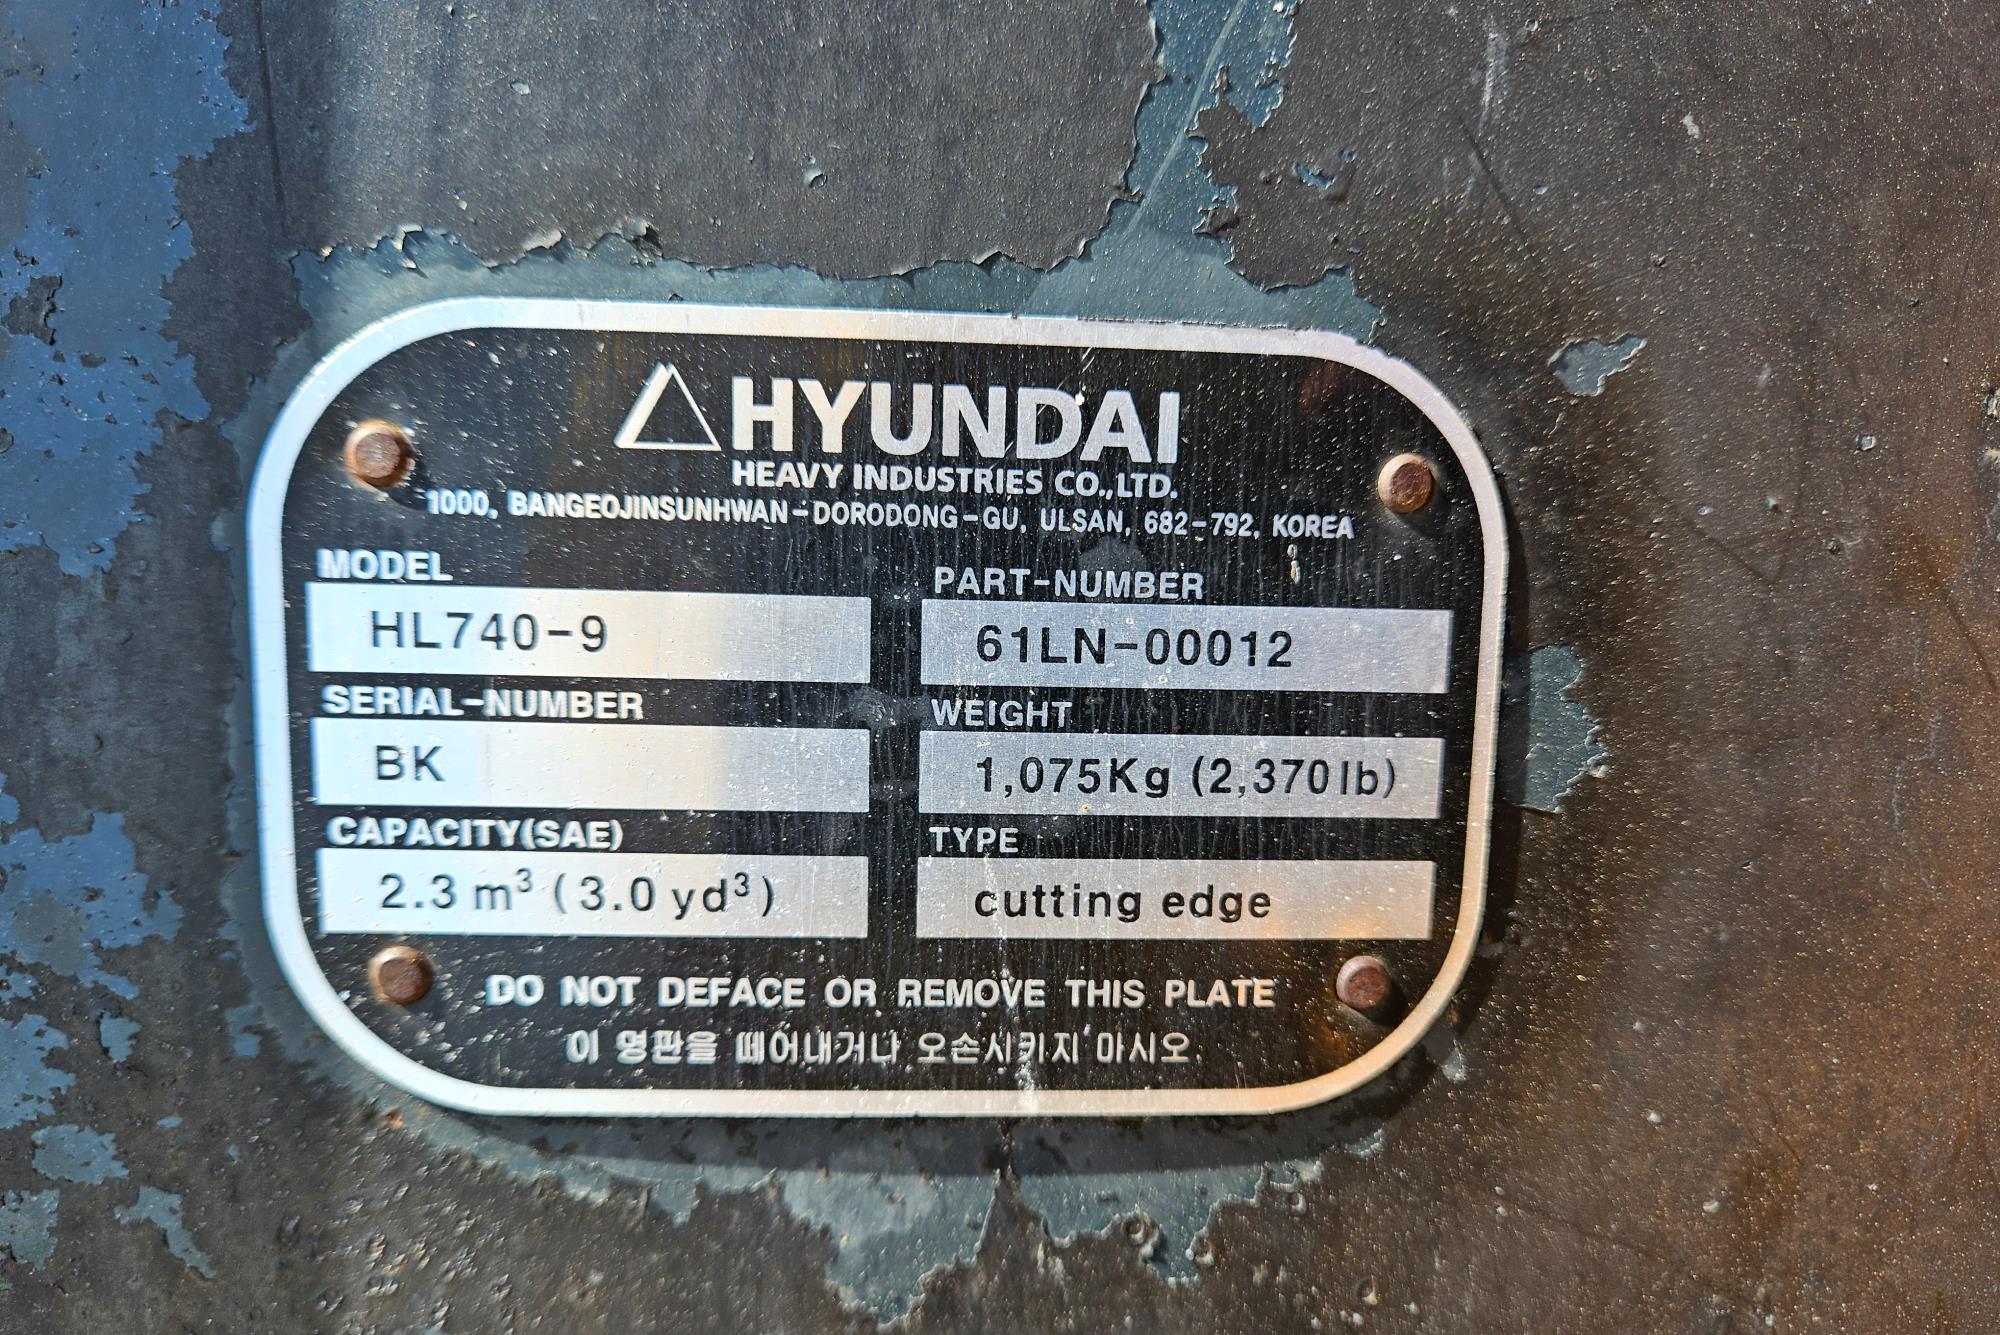 HYUNDAI
HEAVY INDUSTRIES CO.,LTD.
1000, BANGEOJINSUNHWAN-DORODONG-GU, ULSAN, 682-792, KOREA
MODEL PART-NUMBER
HL740-9 61LN-00012
SERIAL-NUMBER WEIGHT
BK 1,075Kg (2,370lb)
CAPACITY(SAE) TYPE
2.3 m³ (3.0 yd³) cutting edge
DO NOT DEFACE OR REMOVE THIS PLATE
이 명판을 떼어내거나 오손시키지 마시오.